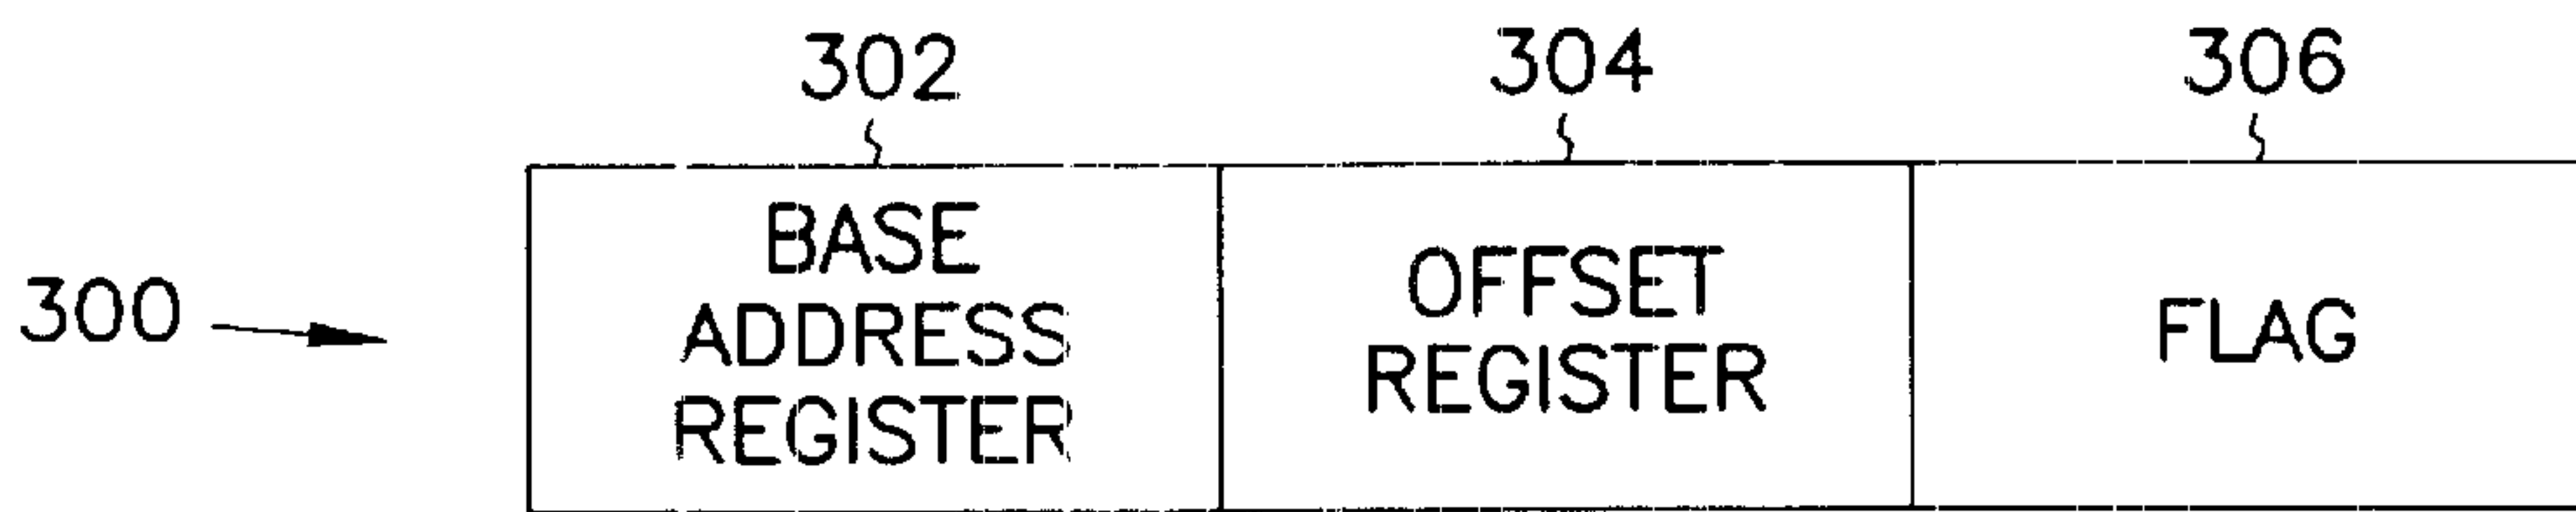 302
304
306
300
BASE
ADDRESS
REGISTER
OFFSET
REGISTER
FLAG